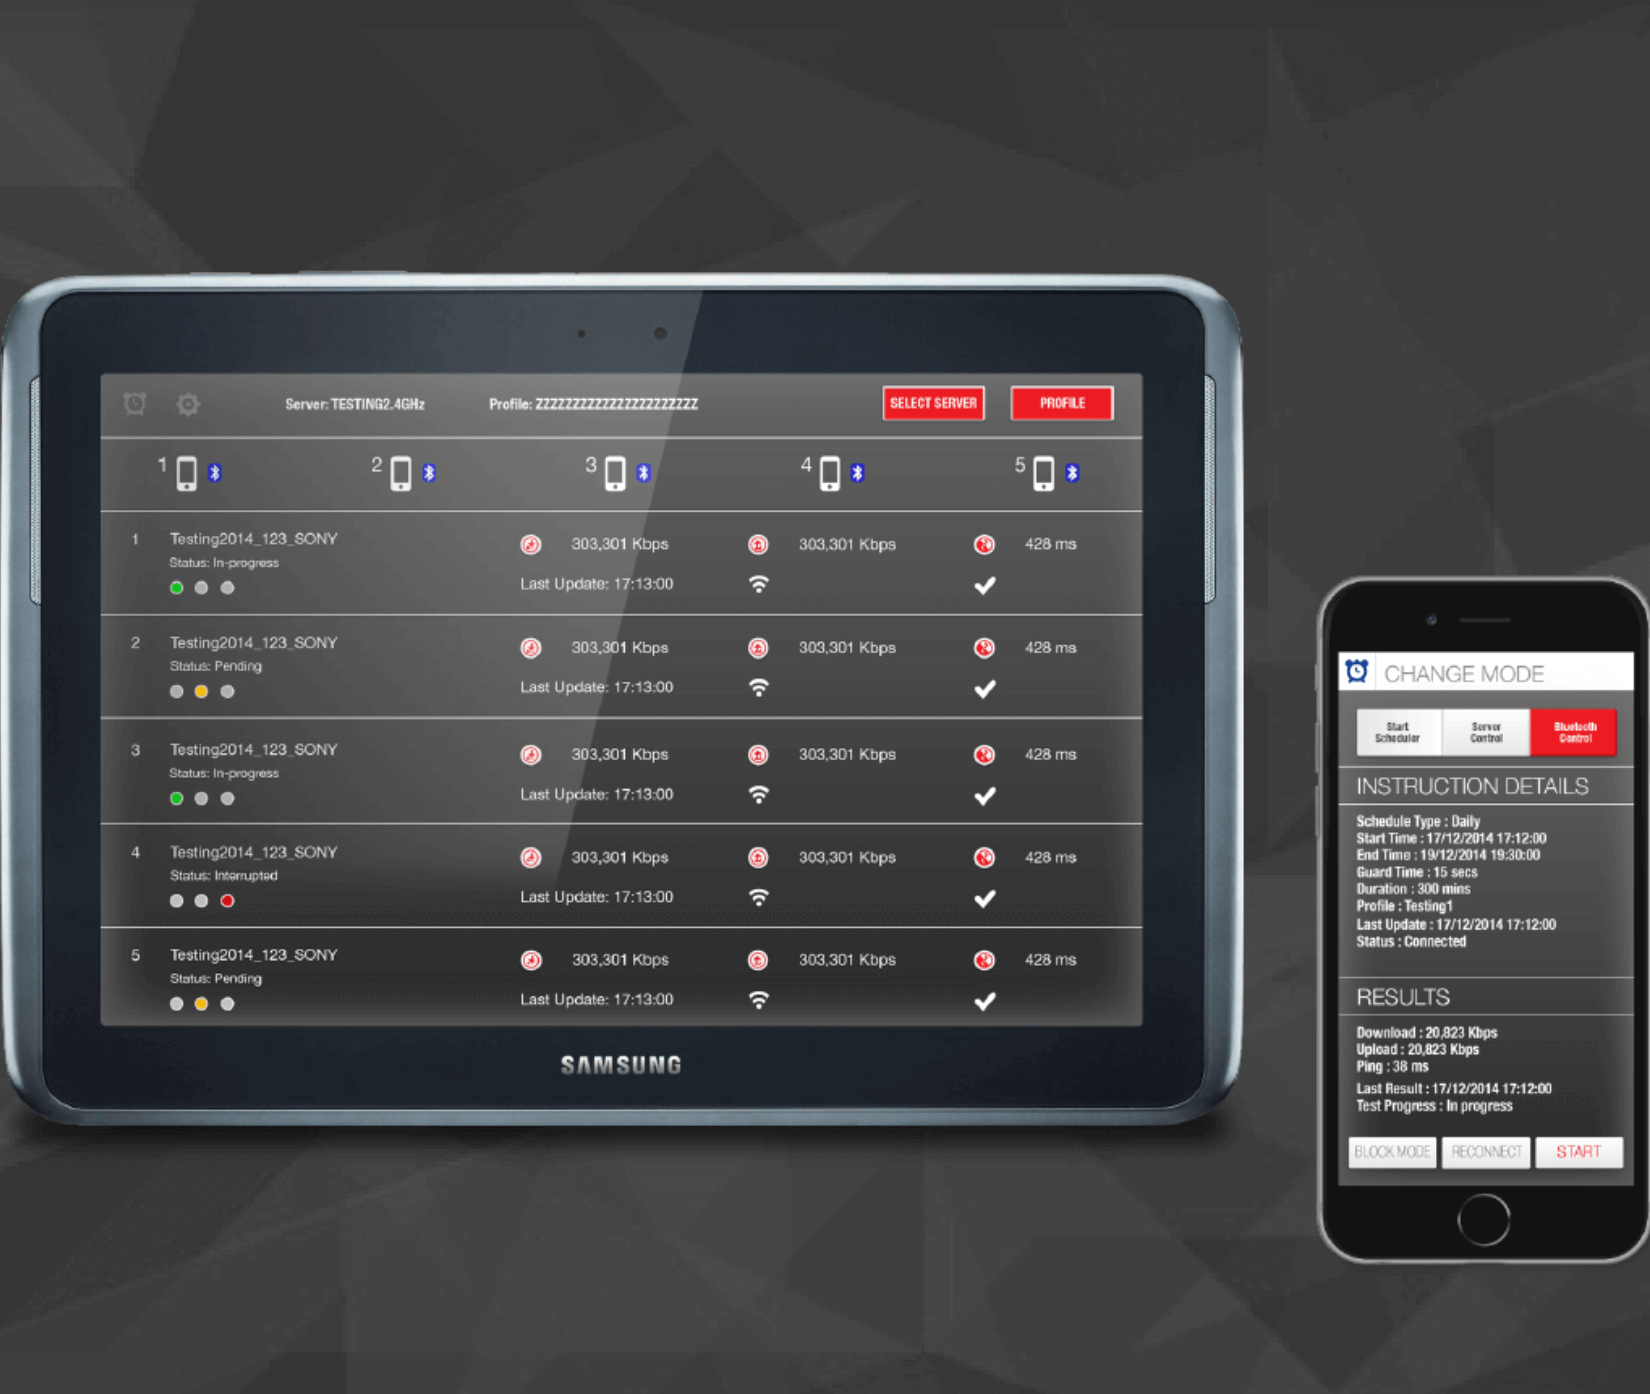 Server: TESTING2.4GHz Profile: ZZZZZZZZZZZZZZZZZZZZZZ SELECT SERVER PROFILE
1 2 3 4 5
1 Testing2014_123_SONY 303,301 Kbps 303,301 Kbps 428 ms
Status: In-progress
Last Update: 17:13:00
2 Testing2014_123_SONY 303,301 Kbps 303,301 Kbps 428 ms
Status: Pending
Last Update: 17:13:00
3 Testing2014_123_SONY 303,301 Kbps 303,301 Kbps 428 ms
Status: In-progress
Last Update: 17:13:00
4 Testing2014_123_SONY 303,301 Kbps 303,301 Kbps 428 ms
Status: Interrupted
Last Update: 17:13:00
5 Testing2014_123_SONY 303,301 Kbps 303,301 Kbps 428 ms
Status: Pending
Last Update: 17:13:00
SAMSUNG
CHANGE MODE
Start Scheduler
Server Control
Bluetooth Control
INSTRUCTION DETAILS
Schedule Type : Daily
Start Time : 17/12/2014 17:12:00
End Time : 19/12/2014 19:30:00
Guard Time : 15 secs
Duration : 300 mins
Profile : Testing1
Last Update : 17/12/2014 17:12:00
Status : Connected
RESULTS
Download : 20,823 Kbps
Upload : 20,823 Kbps
Ping : 38 ms
Last Result : 17/12/2014 17:12:00
Test Progress : In progress
BLOCK MODE RECONNECT START